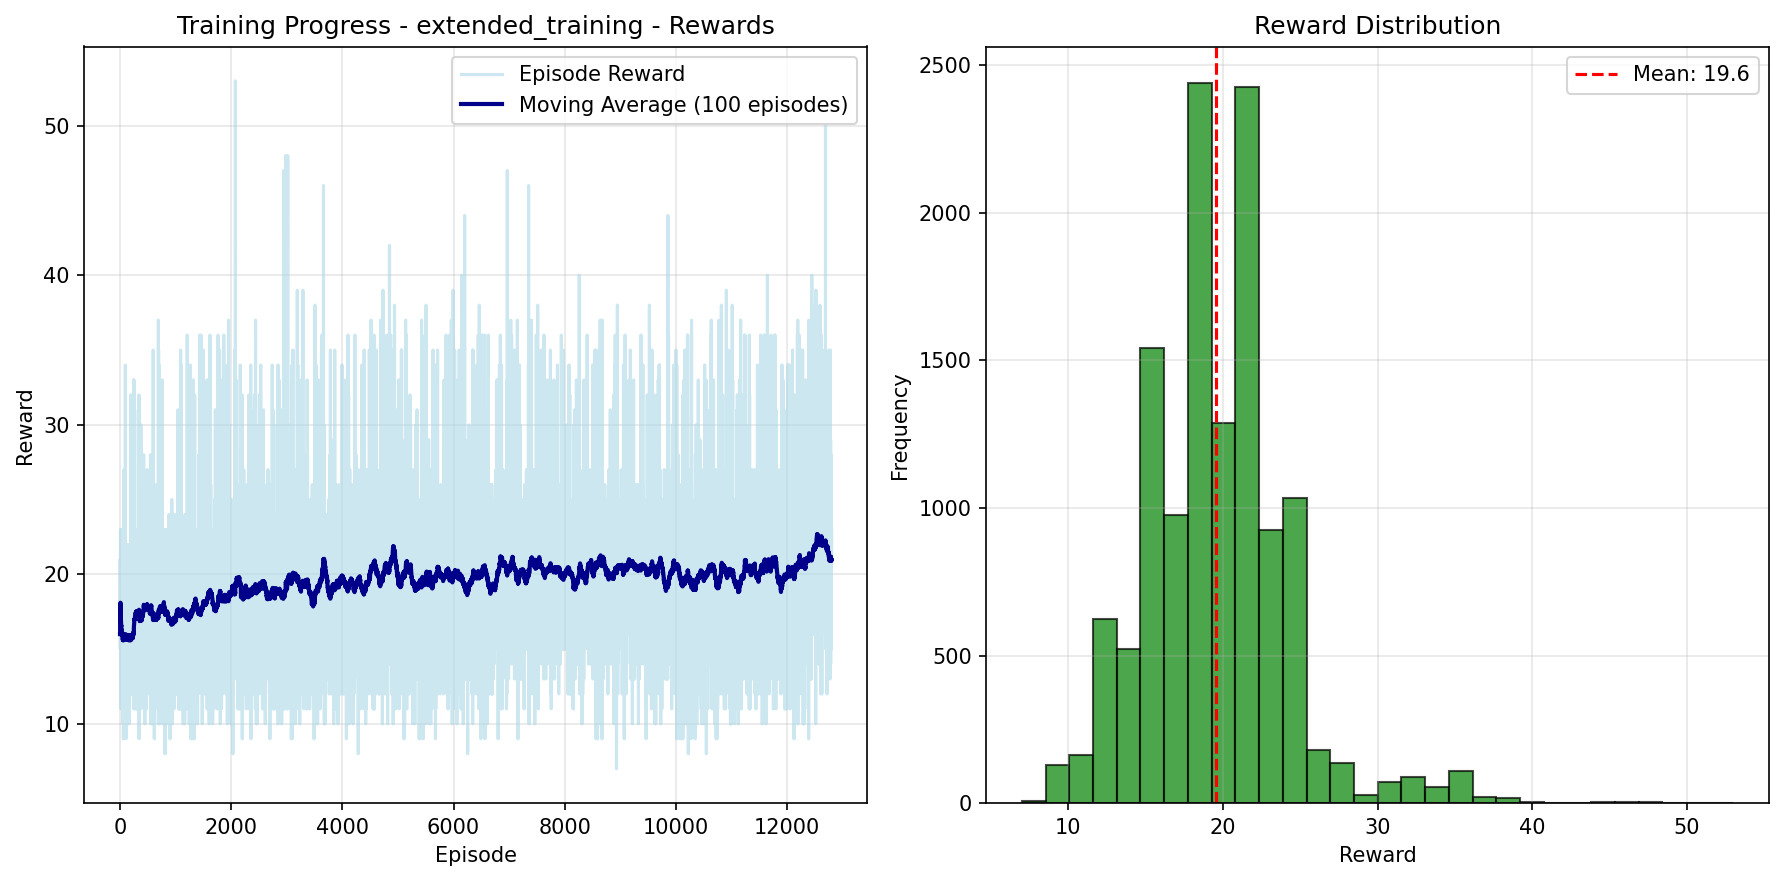 Training Progress - extended_training - Rewards
Episode Reward
Moving Average (100 episodes)
Reward
50
40
30
20
10
0
2000
4000
6000
8000
10000
12000
Episode
Reward Distribution
Mean: 19.6
Frequency
2500
2000
1500
1000
500
0
10
20
30
40
50
Reward